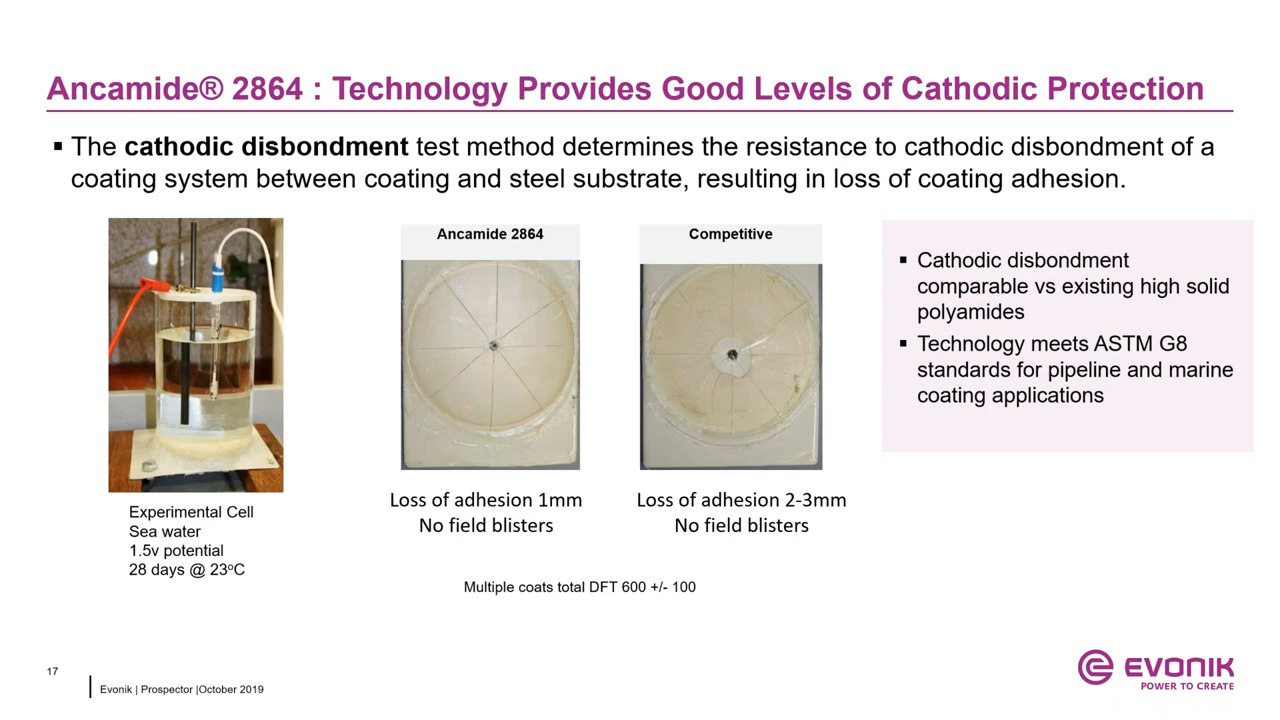 Ancamide® 2864 : Technology Provides Good Levels of Cathodic Protection
▪ The cathodic disbondment test method determines the resistance to cathodic disbondment of a
coating system between coating and steel substrate, resulting in loss of coating adhesion.
Experimental Cell
Sea water
1.5v potential
28 days @ 23ºC
Ancamide 2864
Loss of adhesion 1mm
No field blisters
Competitive
Loss of adhesion 2-3mm
No field blisters
Multiple coats total DFT 600 +/- 100
▪ Cathodic disbondment
comparable vs existing high solid
polyamides
▪ Technology meets ASTM G8
standards for pipeline and marine
coating applications
17
Evonik | Prospector |October 2019
EVONIK
POWER TO CREATE